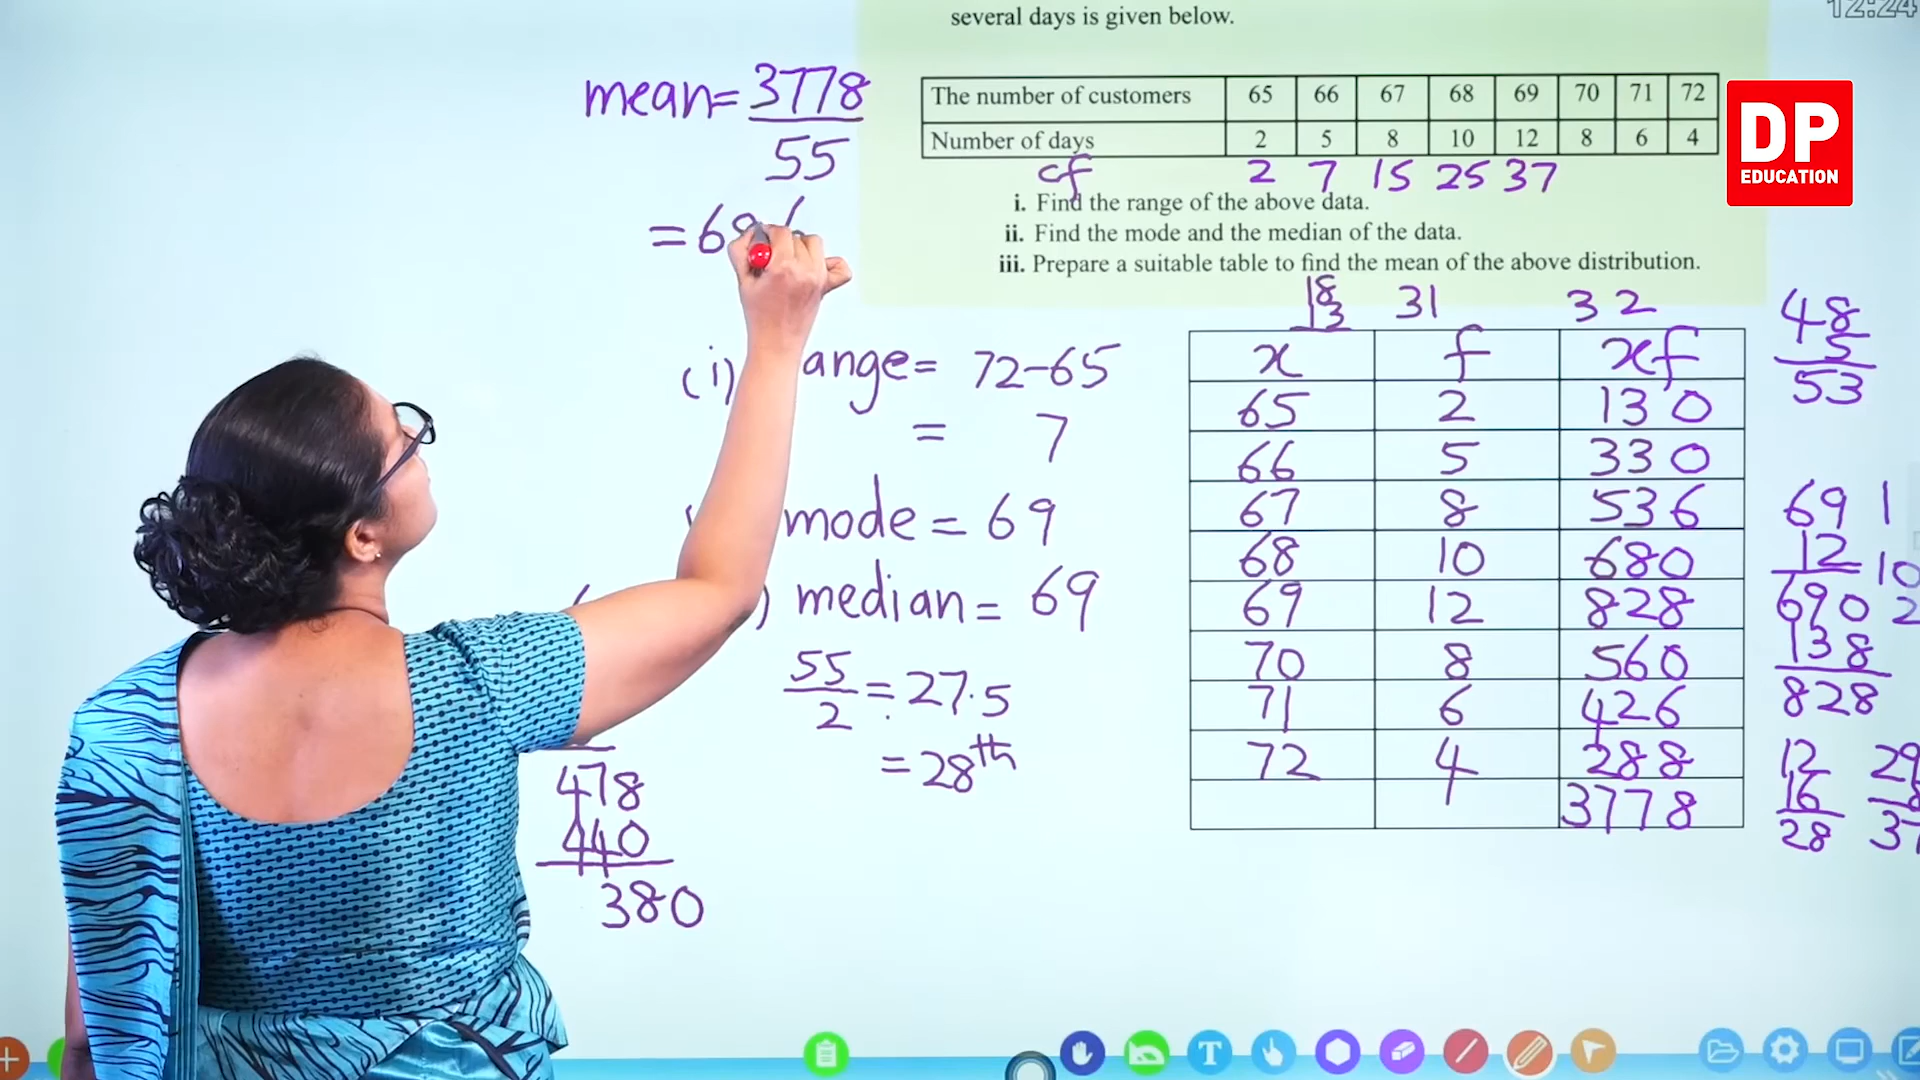 12:24
several days is given below.
The number of customers 65 66 67 68 69 70 71 72
Number of days 2 5 8 10 12 8 6 4
cf 2 7 15 25 37
i. Find the range of the above data.
ii. Find the mode and the median of the data.
iii. Prepare a suitable table to find the mean of the above distribution.
DP
EDUCATION
mean = 3778
55
= 68
ange = 72-65
= 7
mode = 69
median = 69
55
2
= 27.5
= 28th
478
440
380
18
13
31
32
x f xf
65 2 130
66 5 330
67 8 536
68 10 680
69 12 828
70 8 560
71 6 426
72 4 288
3778
48
5
53
69
12
690
138
828
12
16
28